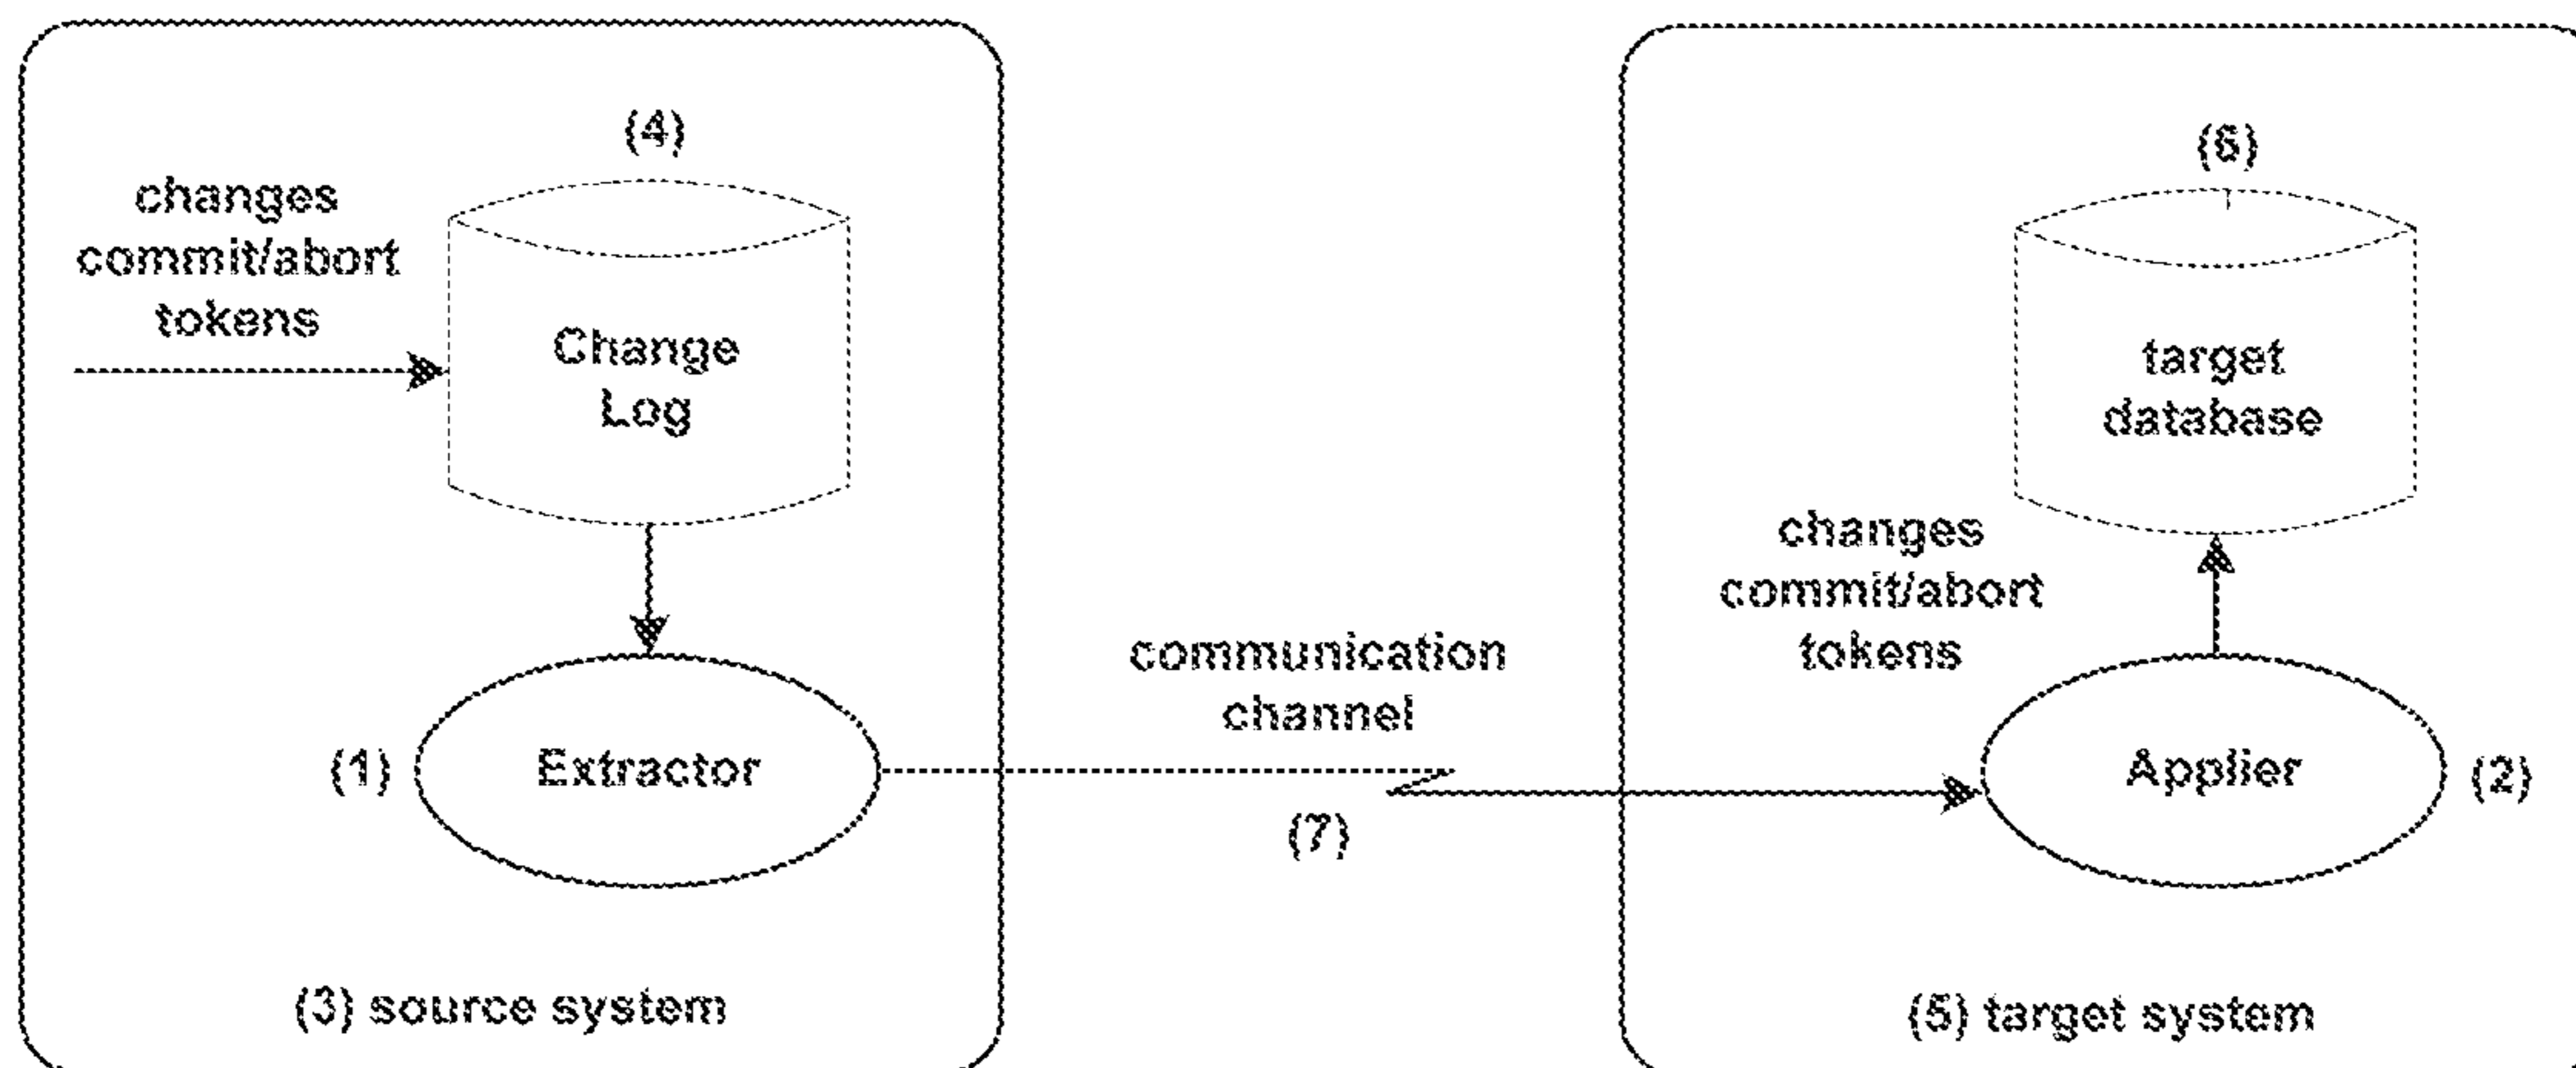 (4)
changes
commit/abort
tokens
Change
Log
(1)
Extractor
(3) source system
communication
channel
(7)
(6)
target
database
changes
commit/abort
tokens
Applier
(2)
(5) target system